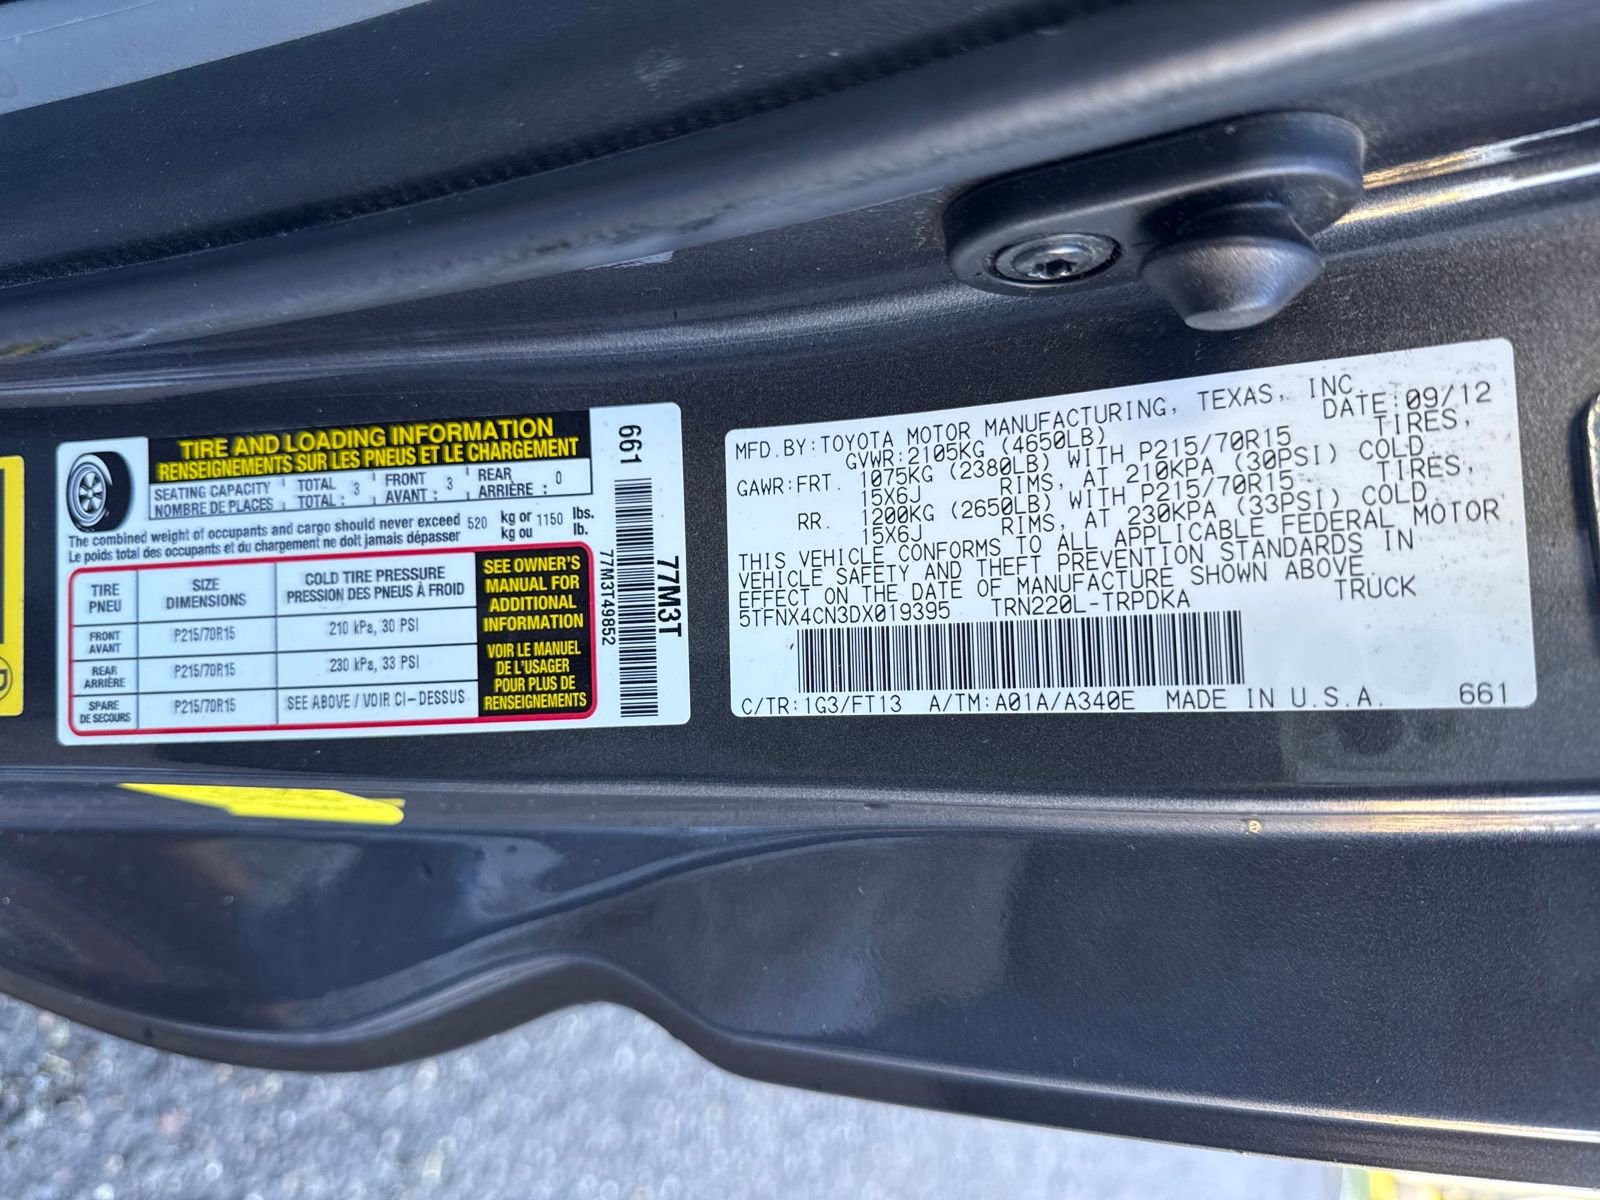 TIRE AND LOADING INFORMATION
RENSEIGNEMENTS SUR LES PNEUS ET LE CHARGEMENT
SEATING CAPACITY TOTAL FRONT REAR
NOMBRE DE PLACES TOTAL : 3 AVANT : 3 ARRIÈRE : 0
The combined weight of occupants and cargo should never exceed 520 kg or 1150 lbs.
Le poids total des occupants et du chargement ne doit jamais dépasser kg ou lb.
TIRE SIZE COLD TIRE PRESSURE
PNEU DIMENSIONS PRESSION DES PNEUS À FROID
FRONT
AVANT P215/70R15 210 kPa, 30 PSI
REAR
ARRIÈRE P215/70R15 230 kPa, 33 PSI
SPARE
DE SECOURS P215/70R15 SEE ABOVE / VOIR CI-DESSUS
SEE OWNER'S
MANUAL FOR
ADDITIONAL
INFORMATION
VOIR LE MANUEL
DE L'USAGER
POUR PLUS DE
RENSEIGNEMENTS
661
77M3T49852
77M3T
MFD.BY:TOYOTA MOTOR MANUFACTURING, TEXAS, INC.
GVWR:2105KG (4650LB) DATE:09/12
GAWR:FRT. 1075KG (2380LB) WITH P215/70R15 TIRES,
15X6J RIMS, AT 210KPA (30PSI) COLD.
RR. 1200KG (2650LB) WITH P215/70R15 TIRES,
15X6J RIMS, AT 230KPA (33PSI) COLD.
THIS VEHICLE CONFORMS TO ALL APPLICABLE FEDERAL MOTOR
VEHICLE SAFETY AND THEFT PREVENTION STANDARDS IN
EFFECT ON THE DATE OF MANUFACTURE SHOWN ABOVE.
5TFNX4CN3DX019395 TRN220L-TRPDKA TRUCK
C/TR:1G3/FT13 A/TM:A01A/A340E MADE IN U.S.A. 661